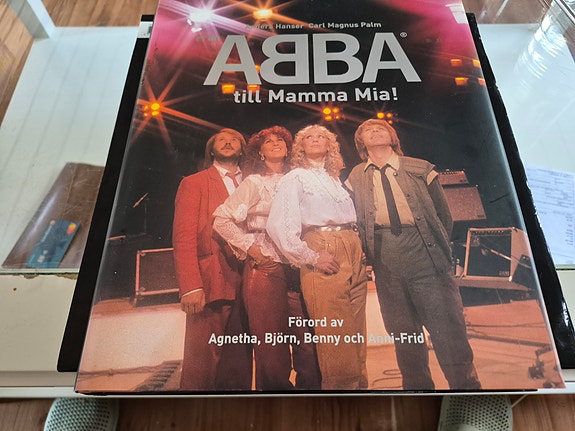 Hanser Carl Magnus Palm
ABBA®
till Mamma Mia!
Förord av
Agnetha, Björn, Benny och Anni-Frid